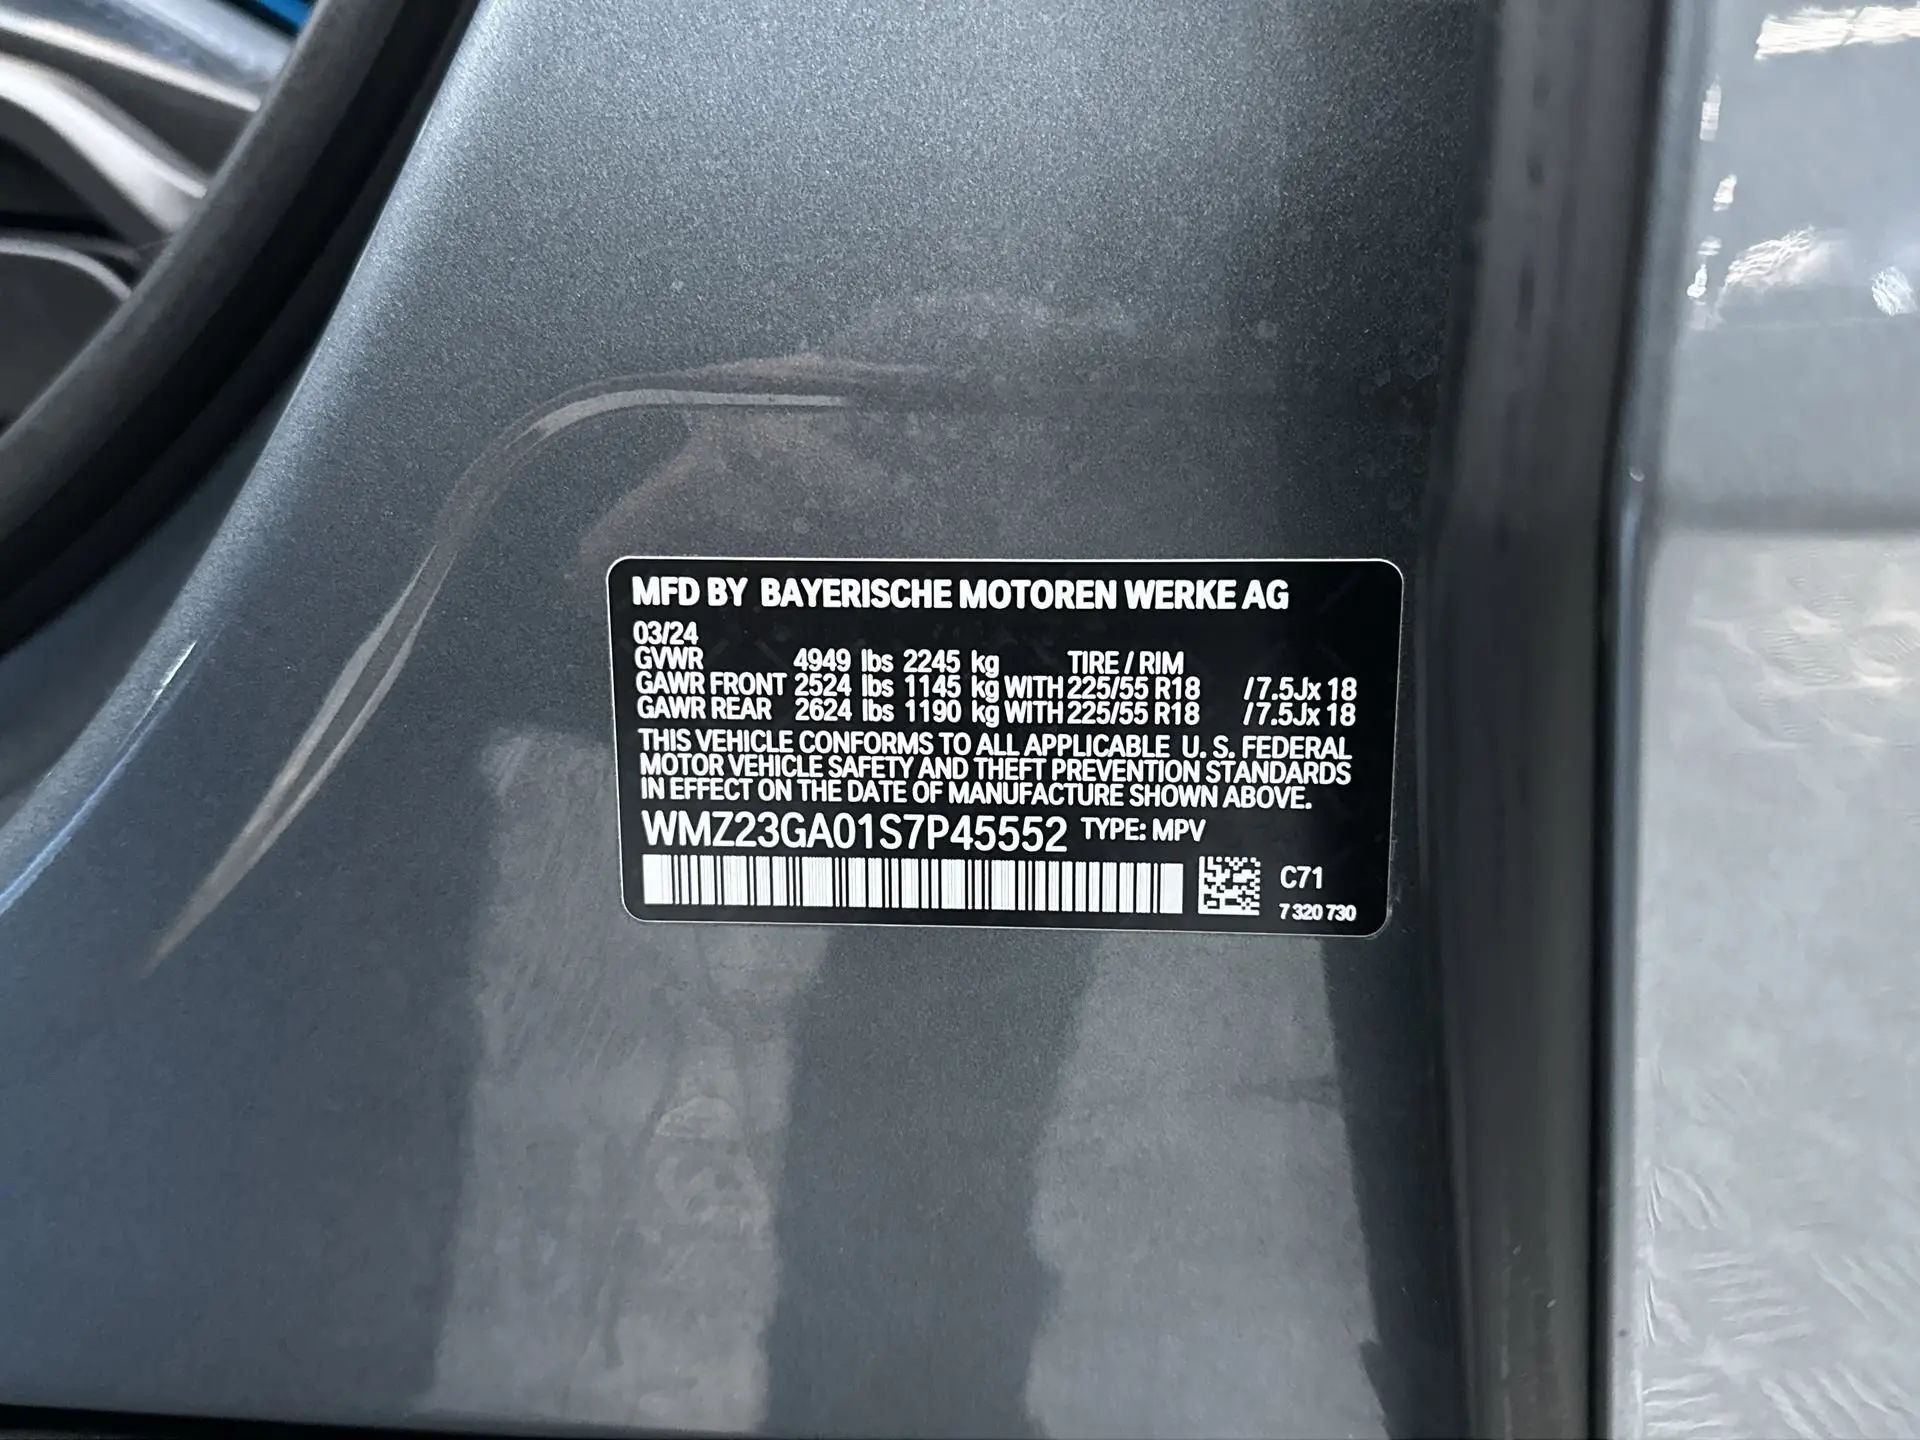 MFD BY BAYERISCHE MOTOREN WERKE AG
03/24
GVWR 4949 lbs 2245 kg TIRE / RIM
GAWR FRONT 2524 lbs 1145 kg WITH 225/55 R18 /7.5Jx 18
GAWR REAR 2624 lbs 1190 kg WITH 225/55 R18 /7.5Jx 18
THIS VEHICLE CONFORMS TO ALL APPLICABLE U. S. FEDERAL
MOTOR VEHICLE SAFETY AND THEFT PREVENTION STANDARDS
IN EFFECT ON THE DATE OF MANUFACTURE SHOWN ABOVE.
WMZ23GA01S7P45552 TYPE: MPV
C71
7 320 730